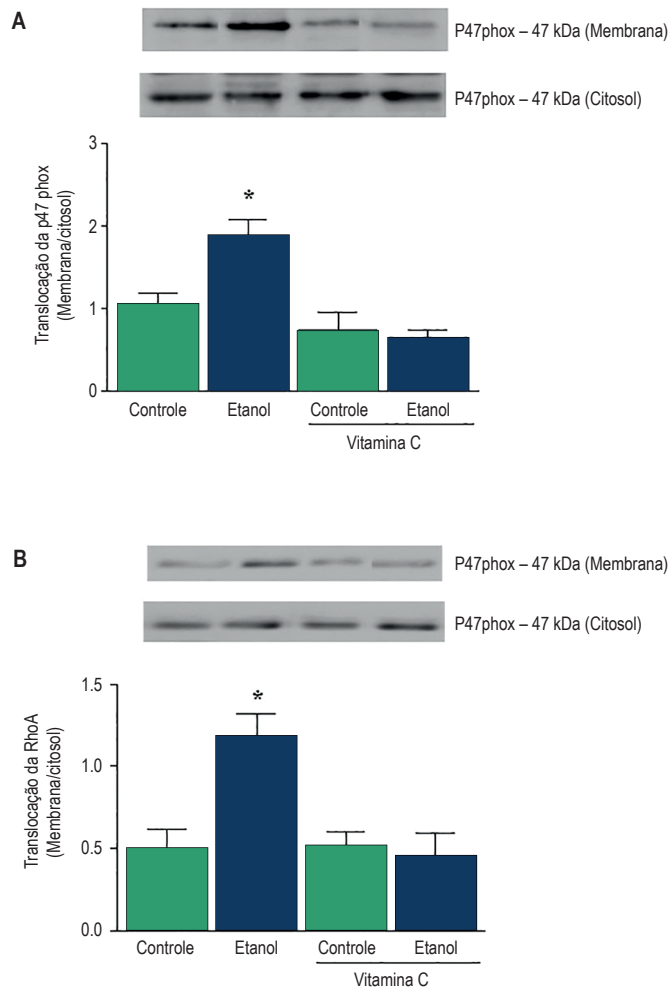 A
P47phox – 47 kDa (Membrana)
P47phox – 47 kDa (Citosol)
Translocação da p47 phox
(Membrana/citosol)
3
2
1
0
*
Controle
Etanol
Controle
Etanol
Vitamina C
B
P47phox – 47 kDa (Membrana)
P47phox – 47 kDa (Citosol)
Translocação da RhoA
(Membrana/citosol)
1.5
1.0
0.5
0.0
*
Controle
Etanol
Controle
Etanol
Vitamina C